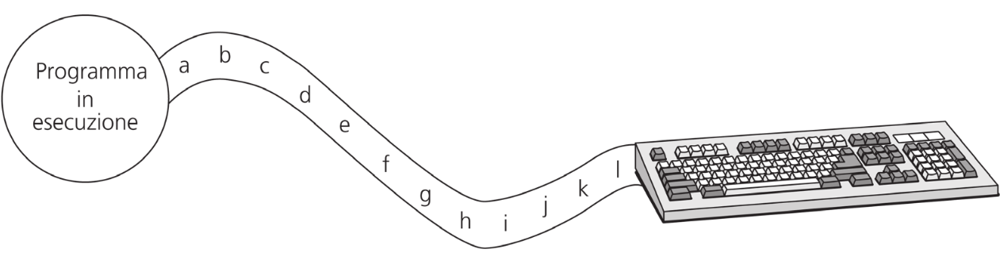 Programma
in
esecuzione
a b c d e f g h i j k l